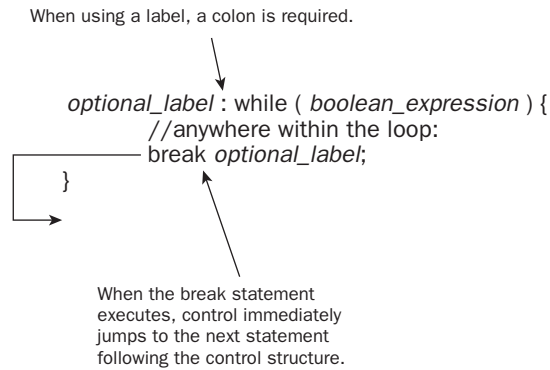 When using a label, a colon is required.
optional_label : while ( boolean_expression ) {
//anywhere within the loop:
break optional_label;
}
When the break statement
executes, control immediately
jumps to the next statement
following the control structure.